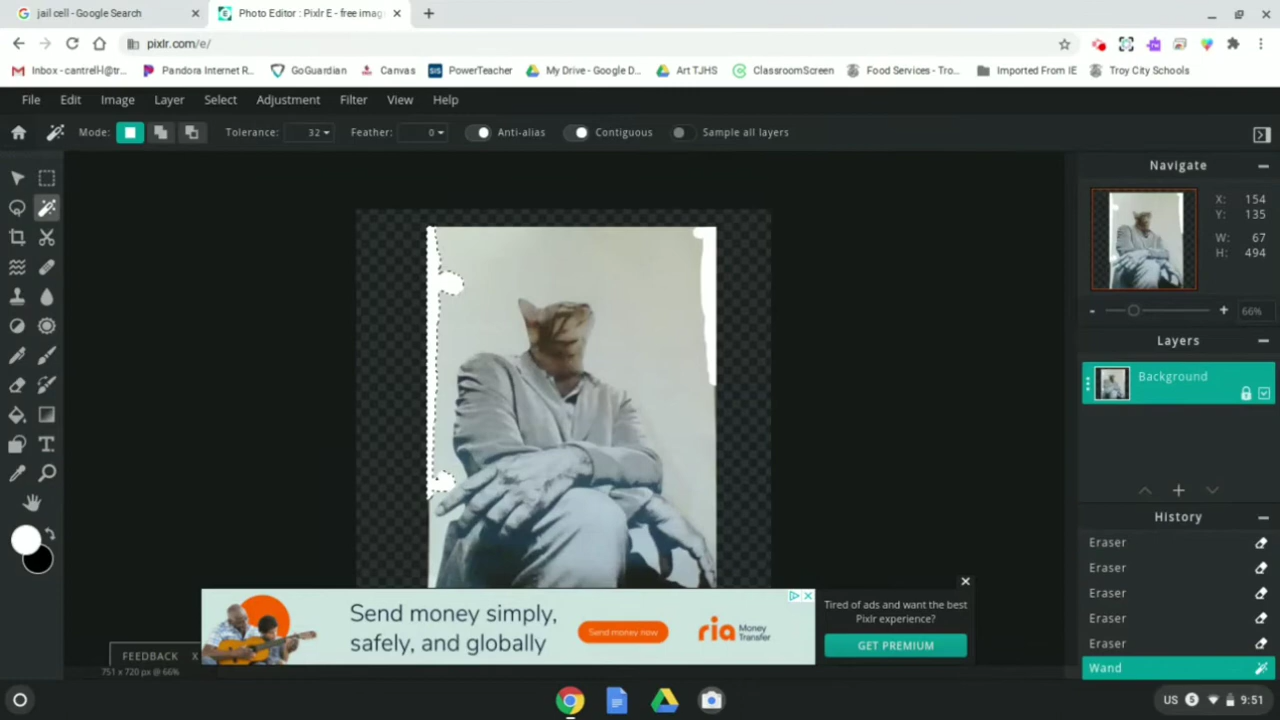 jail cell - Google Search
Photo Editor : Pixlr E - free imag
pixlr.com/e/
Inbox - cantrell@tr...
Pandora Internet R...
GoGuardian
Canvas
PowerTeacher
My Drive - Google D...
Art TJHS
ClassroomScreen
Food Services - Tro...
Imported From IE
Troy City Schools
File Edit Image Layer Select Adjustment Filter View Help
Mode: Tolerance: 32 Feather: 0 Anti-alias Contiguous Sample all layers
Navigate
X: 154
Y: 135
W: 67
H: 494
66%
Layers
Background
History
Eraser
Eraser
Eraser
Eraser
Eraser
Wand
Send money simply,
safely, and globally
Send money now
ria Money
Transfer
Tired of ads and want the best
Pixlr experience?
GET PREMIUM
FEEDBACK X
751 x 720 px @ 66%
US 5 9:51